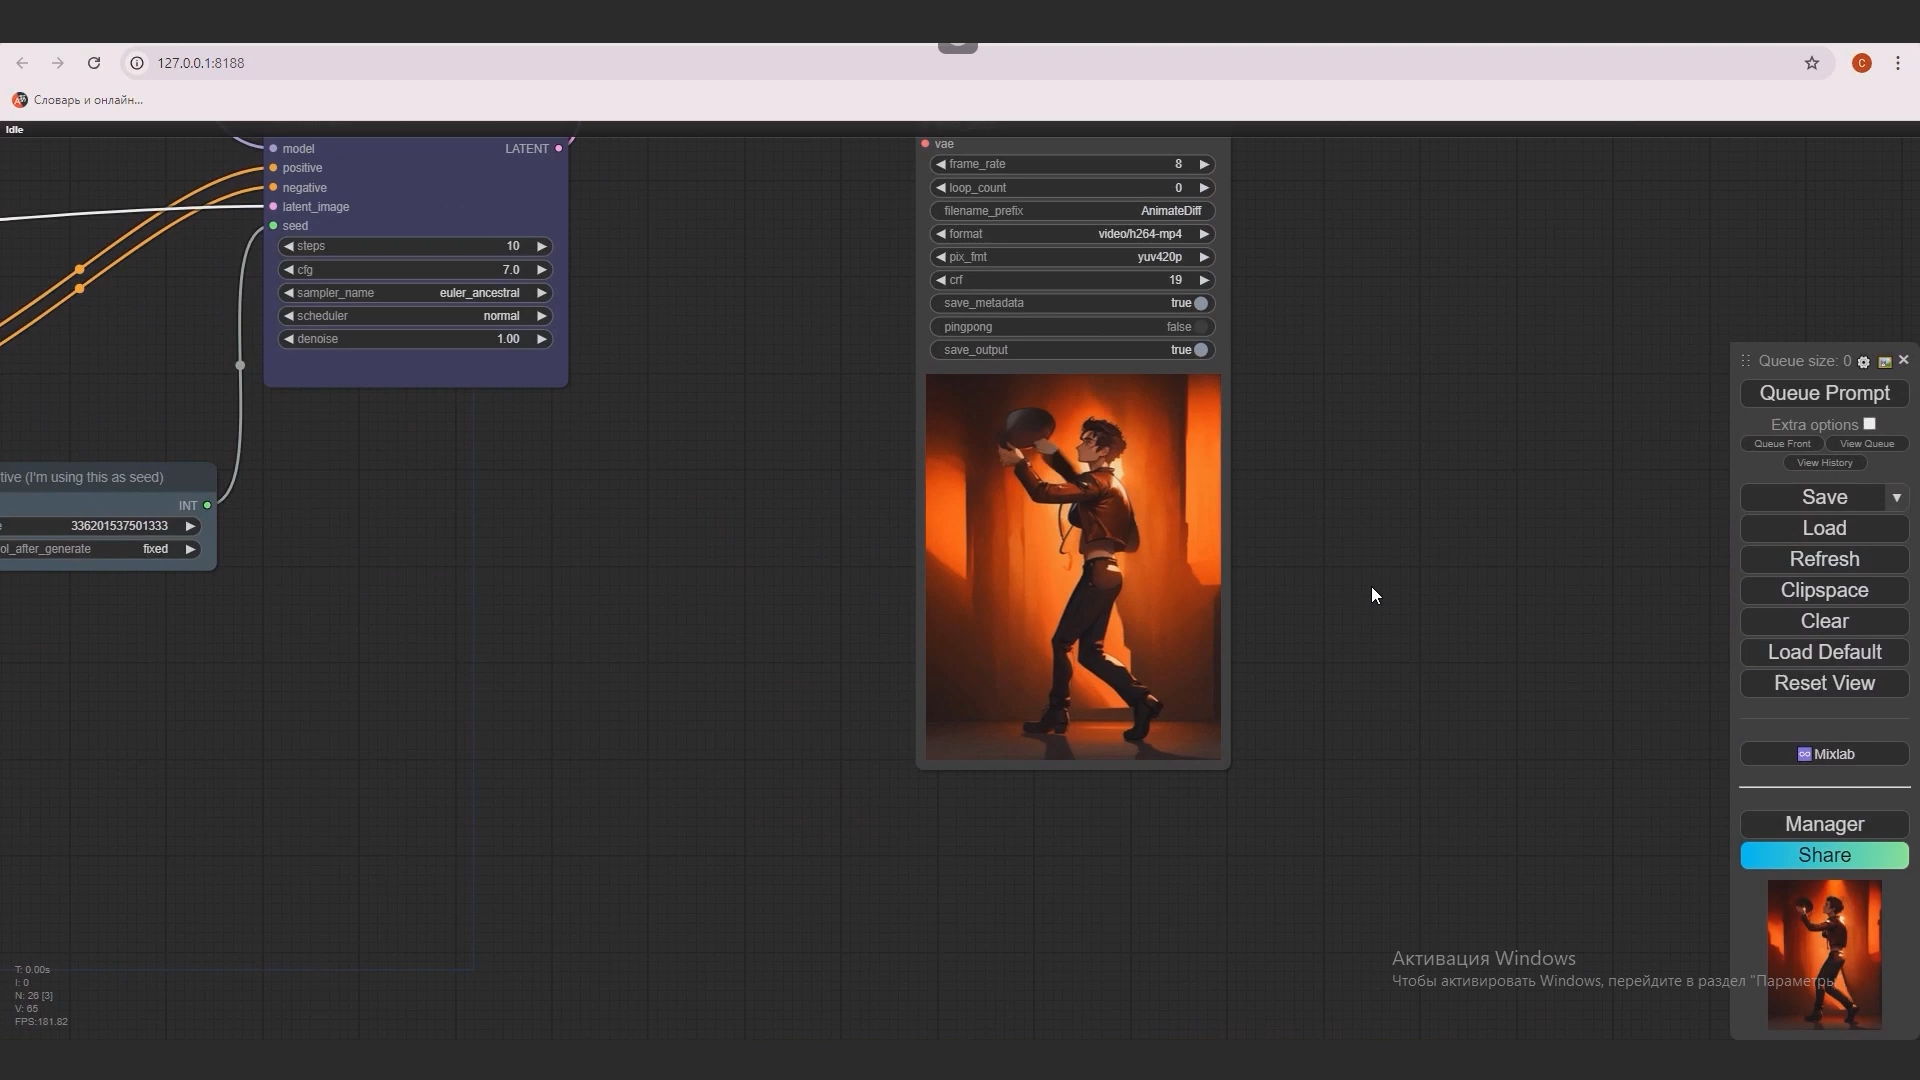 127.0.0.1:8188
Словарь и онлайн...
Idle
model
LATENT
positive
negative
latent_image
seed
steps 10
cfg 7.0
sampler_name euler_ancestral
scheduler normal
denoise 1.00
tive (I'm using this as seed)
INT
e 336201537501333
ol_after_generate fixed
vae
frame_rate 8
loop_count 0
filename_prefix AnimateDiff
format video/h264-mp4
pix_fmt yuv420p
crf 19
save_metadata true
pingpong false
save_output true
Queue size: 0
Queue Prompt
Extra options
Queue Front View Queue
View History
Save
Load
Refresh
Clipspace
Clear
Load Default
Reset View
Mixlab
Manager
Share
Активация Windows
Чтобы активировать Windows, перейдите в раздел "Параметры
T: 0.00s
I: 0
N: 26 [3]
V: 65
FPS:181.82
C